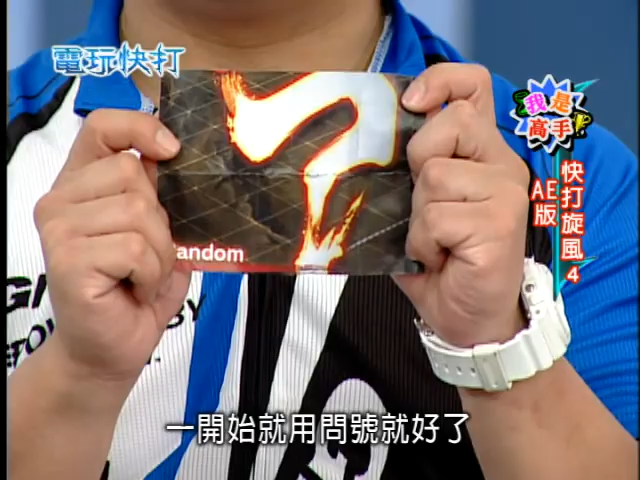 電玩快打
我是
高手
快打旋風4
AE版
andom
一開始就用問號就好了